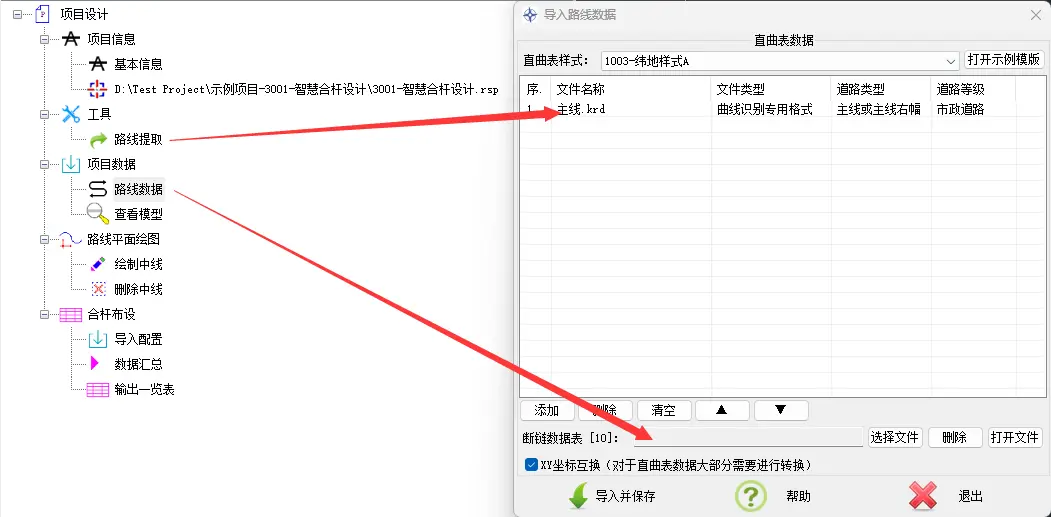 项目设计
项目信息
基本信息
D:\Test Project\示例项目-3001-智慧合杆设计\3001-智慧合杆设计.rsp
工具
路线提取
项目数据
路线数据
查看模型
路线平面绘图
绘制中线
删除中线
合杆布设
导入配置
数据汇总
输出一览表
导入路线数据
直曲表数据
直曲表样式: 1003-纬地样式A 打开示例模版
序. 文件名称 文件类型 道路类型 道路等级
1 主线.krd 曲线识别专用格式 主线或主线右幅 市政道路
添加 删除 清空 ▲ ▼
断链数据表 [10]: 选择文件 删除 打开文件
XY坐标互换（对于直曲表数据大部分需要进行转换）
导入并保存 帮助 退出